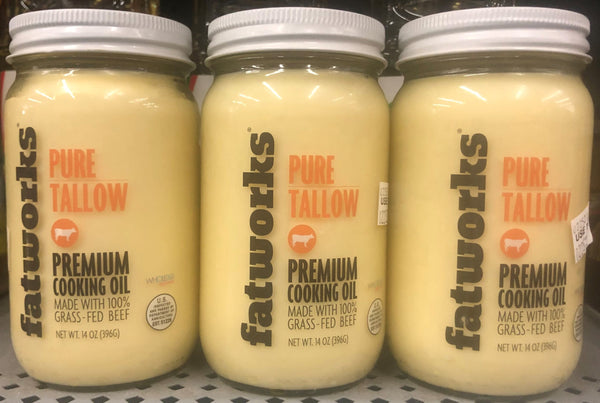 fatworks
PURE
TALLOW
PREMIUM
COOKING OIL
MADE WITH 100%
GRASS-FED BEEF
NET WT. 14 OZ (396G)
U.S.
fatworks
PURE
TALLOW
PREMIUM
COOKING OIL
MADE WITH 100%
GRASS-FED BEEF
NET WT. 14 OZ (396G)
USE
fatworks
PURE
TALLOW
PREMIUM
COOKING OIL
MADE WITH 100%
GRASS-FED BEEF
NET WT. 14 OZ (396G)
USE